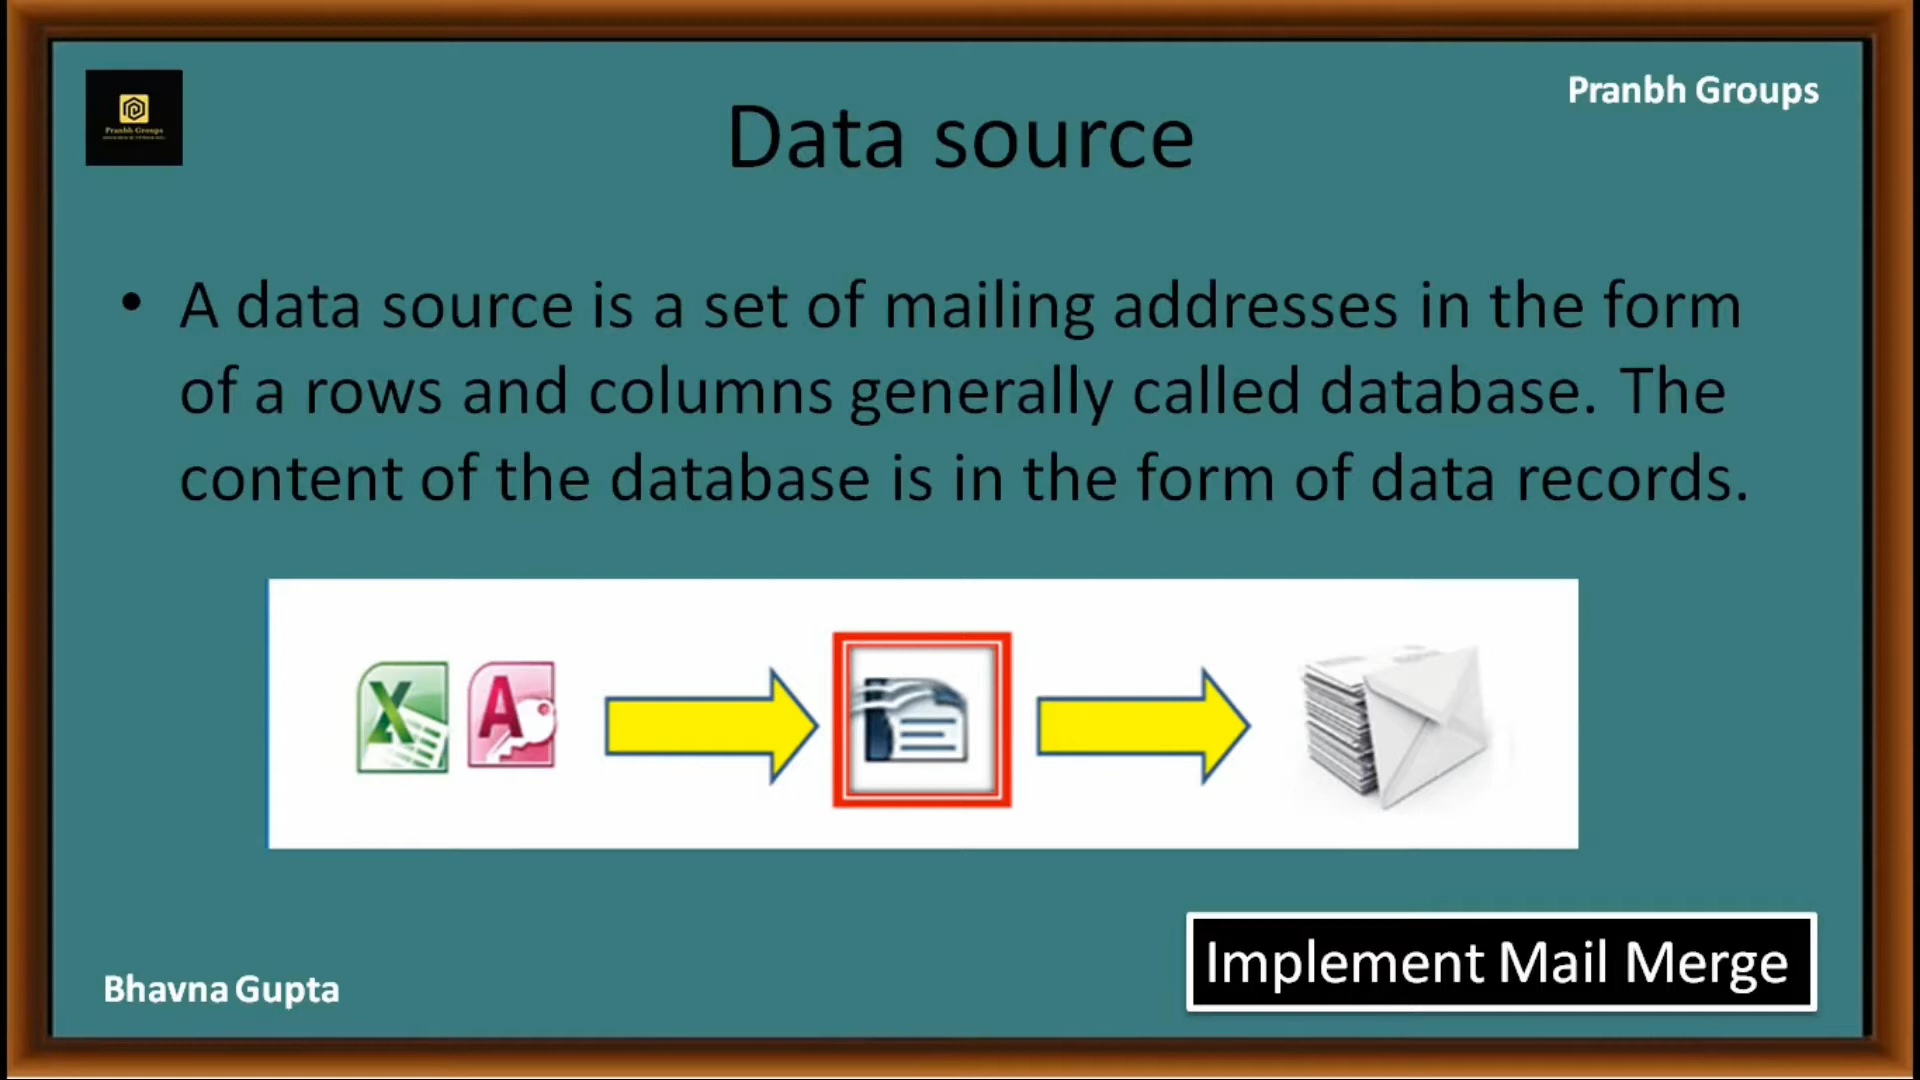 Pranbh Groups
Pranbh Groups
Data source
• A data source is a set of mailing addresses in the form
of a rows and columns generally called database. The
content of the database is in the form of data records.
X A
Implement Mail Merge
Bhavna Gupta